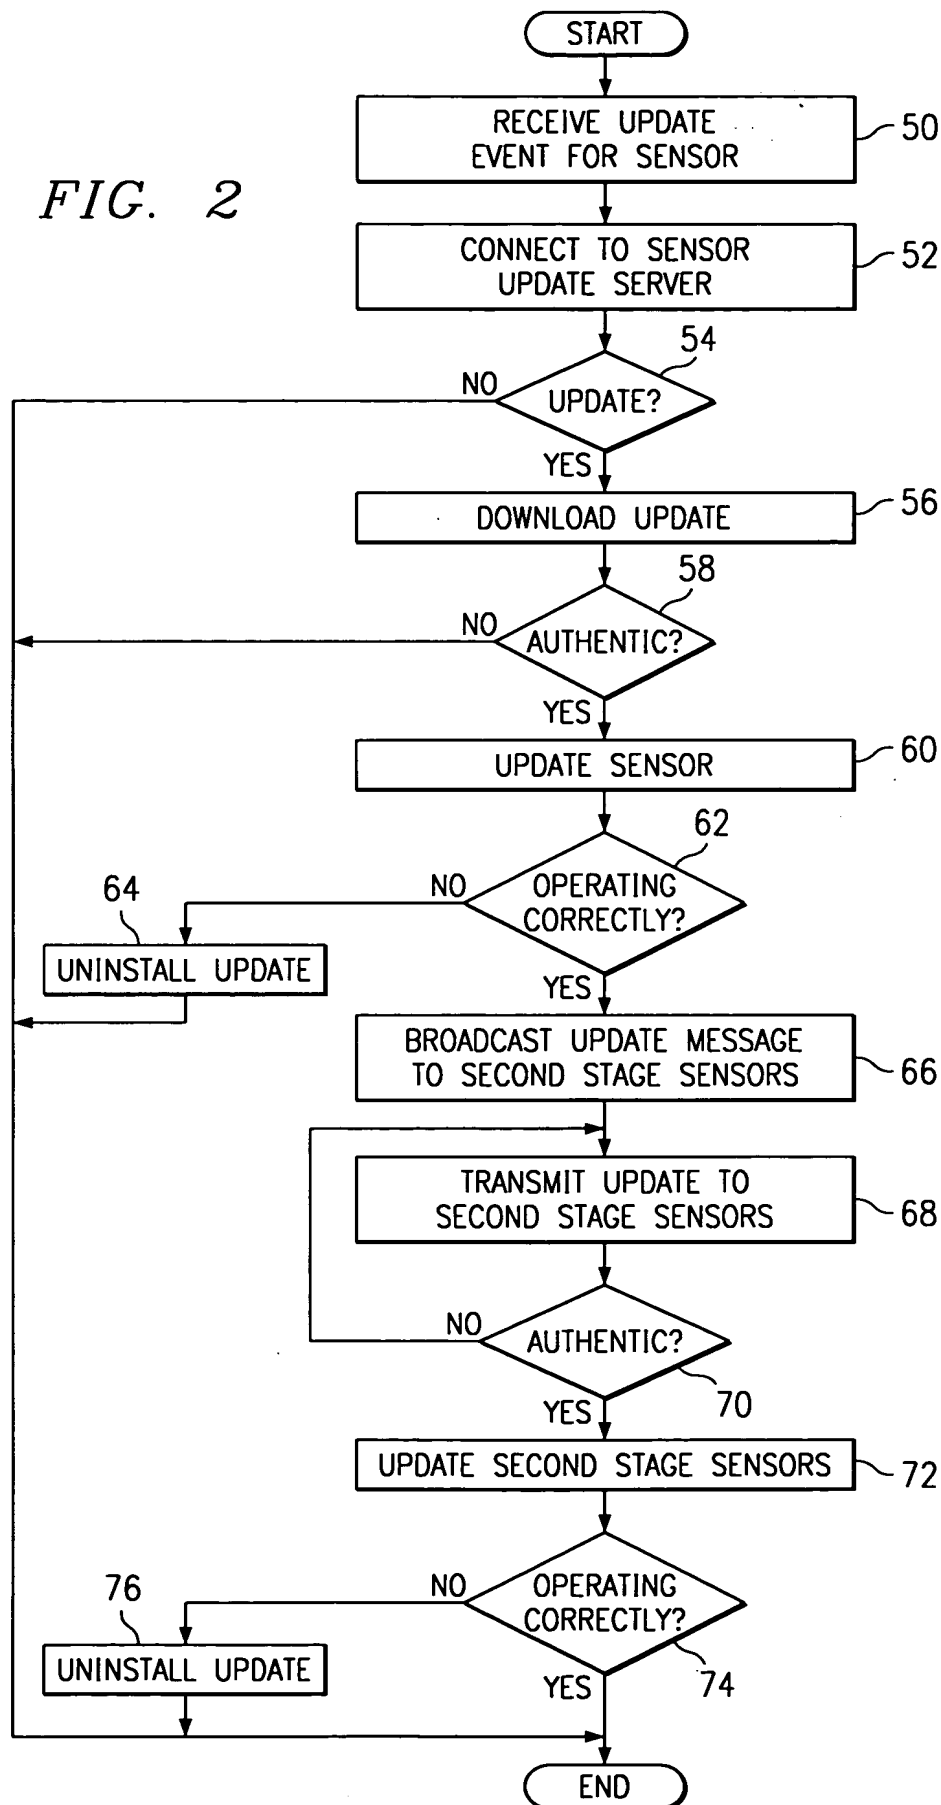 START
RECEIVE UPDATE
EVENT FOR SENSOR
50
FIG. 2
CONNECT TO SENSOR
UPDATE SERVER
52
54
NO
UPDATE?
YES
DOWNLOAD UPDATE
56
58
NO
AUTHENTIC?
YES
UPDATE SENSOR
60
62
NO
OPERATING
CORRECTLY?
64
UNINSTALL UPDATE
YES
BROADCAST UPDATE MESSAGE
TO SECOND STAGE SENSORS
66
TRANSMIT UPDATE TO
SECOND STAGE SENSORS
68
NO
AUTHENTIC?
70
YES
UPDATE SECOND STAGE SENSORS
72
NO
OPERATING
CORRECTLY?
76
UNINSTALL UPDATE
74
YES
END